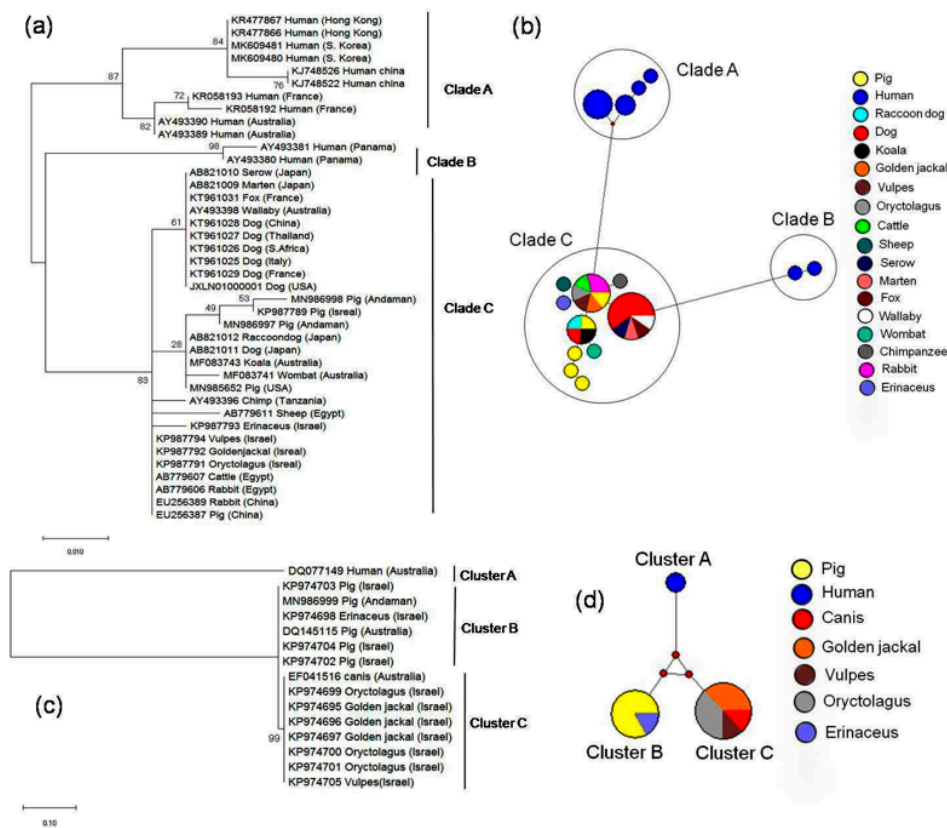 (a)
KR477867 Human (Hong Kong)
KR477866 Human (Hong Kong)
MK609481 Human (S. Korea)
MK609480 Human (S. Korea)
KJ748526 Human china
KJ748522 Human china
KR058193 Human (France)
KR058192 Human (France)
AY493390 Human (Australia)
AY493389 Human (Australia)
AY493381 Human (Panama)
AY493380 Human (Panama)
AB821010 Serow (Japan)
AB821009 Marten (Japan)
KT961031 Fox (France)
AY493398 Wallaby (Australia)
KT961028 Dog (China)
KT961027 Dog (Thailand)
KT961026 Dog (S.Africa)
KT961025 Dog (Italy)
KT961029 Dog (France)
JXLN01000001 Dog (USA)
MN986998 Pig (Andaman)
KP987789 Pig (Isreal)
MN986997 Pig (Andaman)
AB821012 Raccoondog (Japan)
AB821011 Dog (Japan)
MF083743 Koala (Australia)
MF083741 Wombat (Australia)
MN985652 Pig (USA)
AY493396 Chimp (Tanzania)
AB779611 Sheep (Egypt)
KP987793 Erinaceus (Israel)
KP987794 Vulpes (Israel)
KP987792 Goldenjackal (Isreal)
KP987791 Oryctolagus (Isreal)
AB779607 Cattle (Egypt)
AB779606 Rabbit (Egypt)
EU256389 Rabbit (China)
EU256387 Pig (China)
84
87
76
72
82
98
61
53
49
28
83
Clade A
Clade B
Clade C
0.010
(b)
Clade A
Clade B
Clade C
Pig
Human
Raccoon dog
Dog
Koala
Golden jackal
Vulpes
Oryctolagus
Cattle
Sheep
Serow
Marten
Fox
Wallaby
Wombat
Chimpanzee
Rabbit
Erinaceus
(c)
DQ077149 Human (Australia)
KP974703 Pig (Israel)
MN986999 Pig (Andaman)
KP974698 Erinaceus (Israel)
DQ145115 Pig (Australia)
KP974704 Pig (Israel)
KP974702 Pig (Israel)
EF041516 canis (Australia)
KP974699 Oryctolagus (Israel)
KP974695 Golden jackal (Israel)
KP974696 Golden jackal (Israel)
KP974697 Golden jackal (Israel)
KP974700 Oryctolagus (Israel)
KP974701 Oryctolagus (Israel)
KP974705 Vulpes(Israel)
99
Cluster A
Cluster B
Cluster C
0.10
(d)
Cluster A
Cluster B
Cluster C
Pig
Human
Canis
Golden jackal
Vulpes
Oryctolagus
Erinaceus